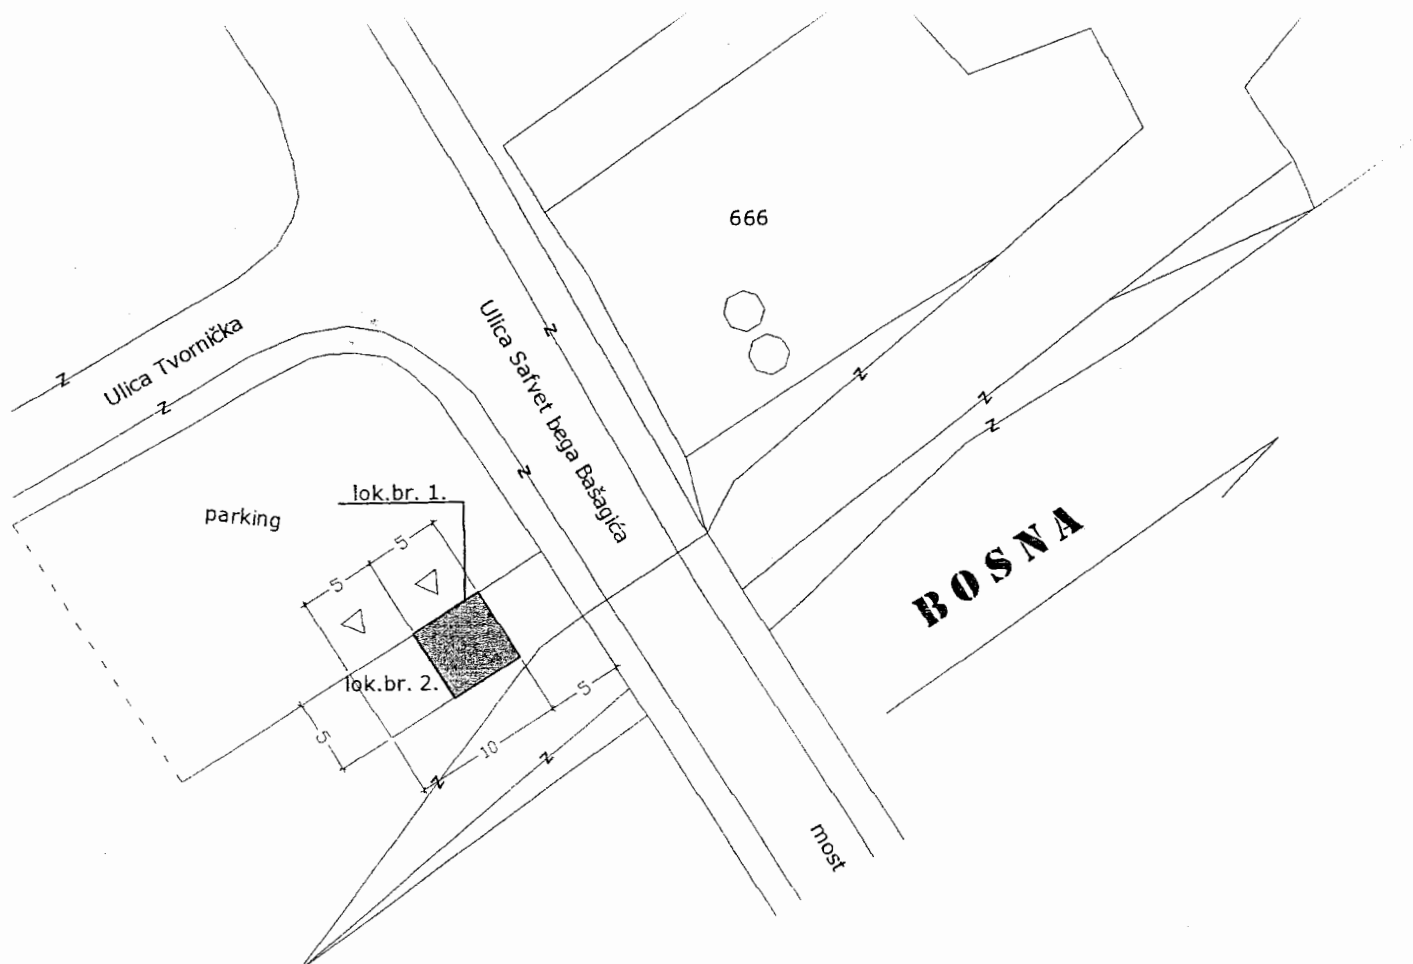 666
Ulica Tvornička
Ulica Safvet bega Bašagića
lok.br. 1.
parking
5
5
BOSNA
lok.br. 2.
5
5
10
most
z
z
z
z
z
z
z
z
z